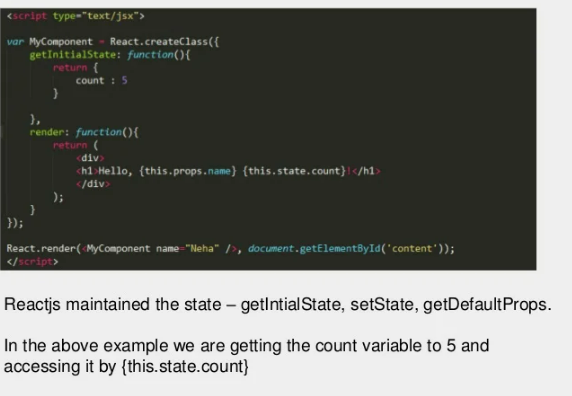 <script type="text/jsx">
var MyComponent = React.createClass({
getInitialState: function(){
return {
count : 5
}
},
render: function(){
return (
<div>
<h1>Hello, {this.props.name} {this.state.count}!</h1>
</div>
);
}
});
React.render(<MyComponent name="Neha" />, document.getElementById('content'));
</script>
Reactjs maintained the state – getIntialState, setState, getDefaultProps.
In the above example we are getting the count variable to 5 and
accessing it by {this.state.count}